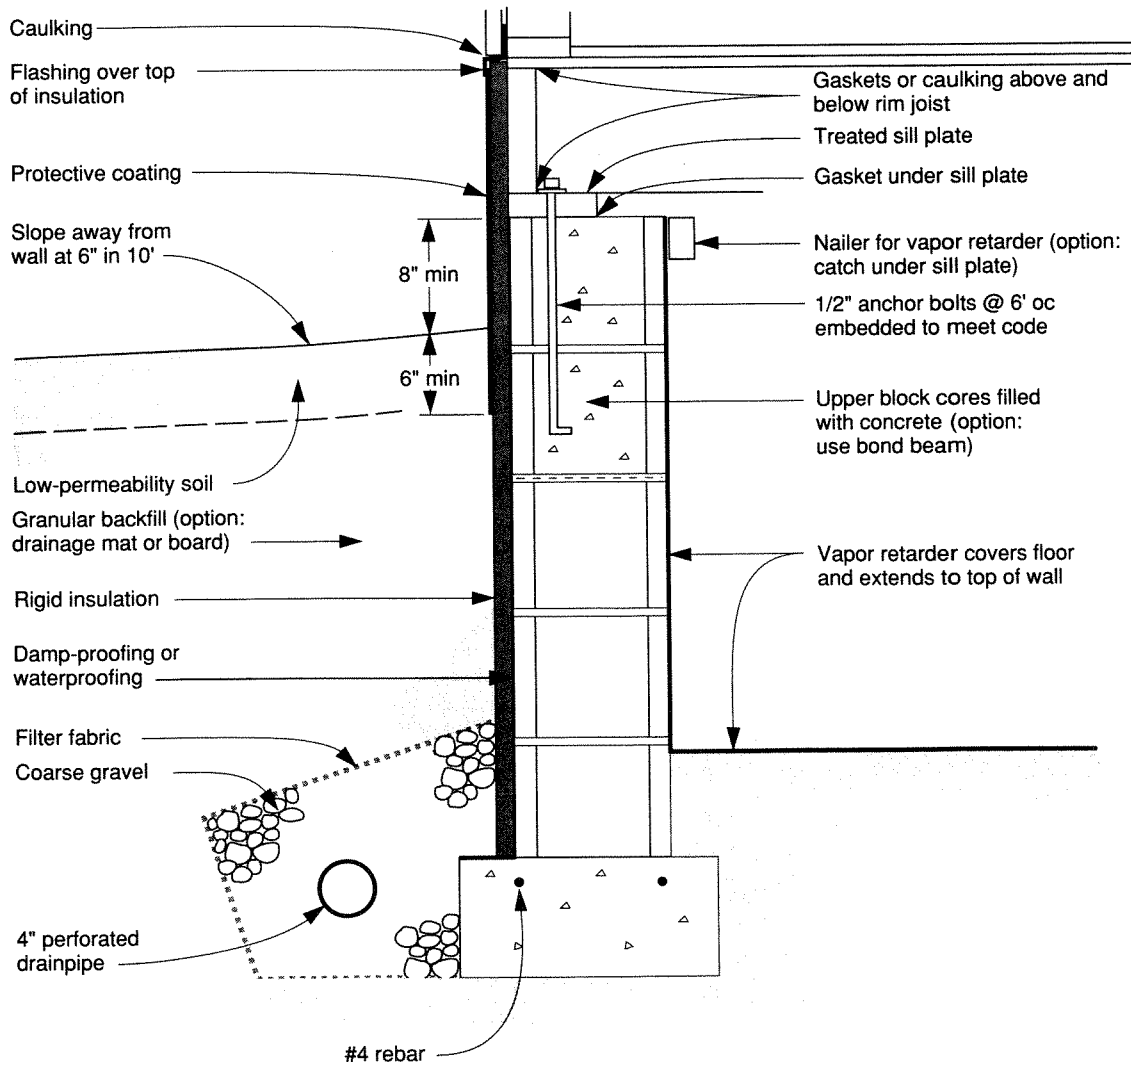 Caulking
Flashing over top
of insulation
Protective coating
Slope away from
wall at 6" in 10'
8" min
6" min
Low-permeability soil
Granular backfill (option:
drainage mat or board)
Rigid insulation
Damp-proofing or
waterproofing
Filter fabric
Coarse gravel
4" perforated
drainpipe
#4 rebar
Gaskets or caulking above and
below rim joist
Treated sill plate
Gasket under sill plate
Nailer for vapor retarder (option:
catch under sill plate)
1/2" anchor bolts @ 6' oc
embedded to meet code
Upper block cores filled
with concrete (option:
use bond beam)
Vapor retarder covers floor
and extends to top of wall